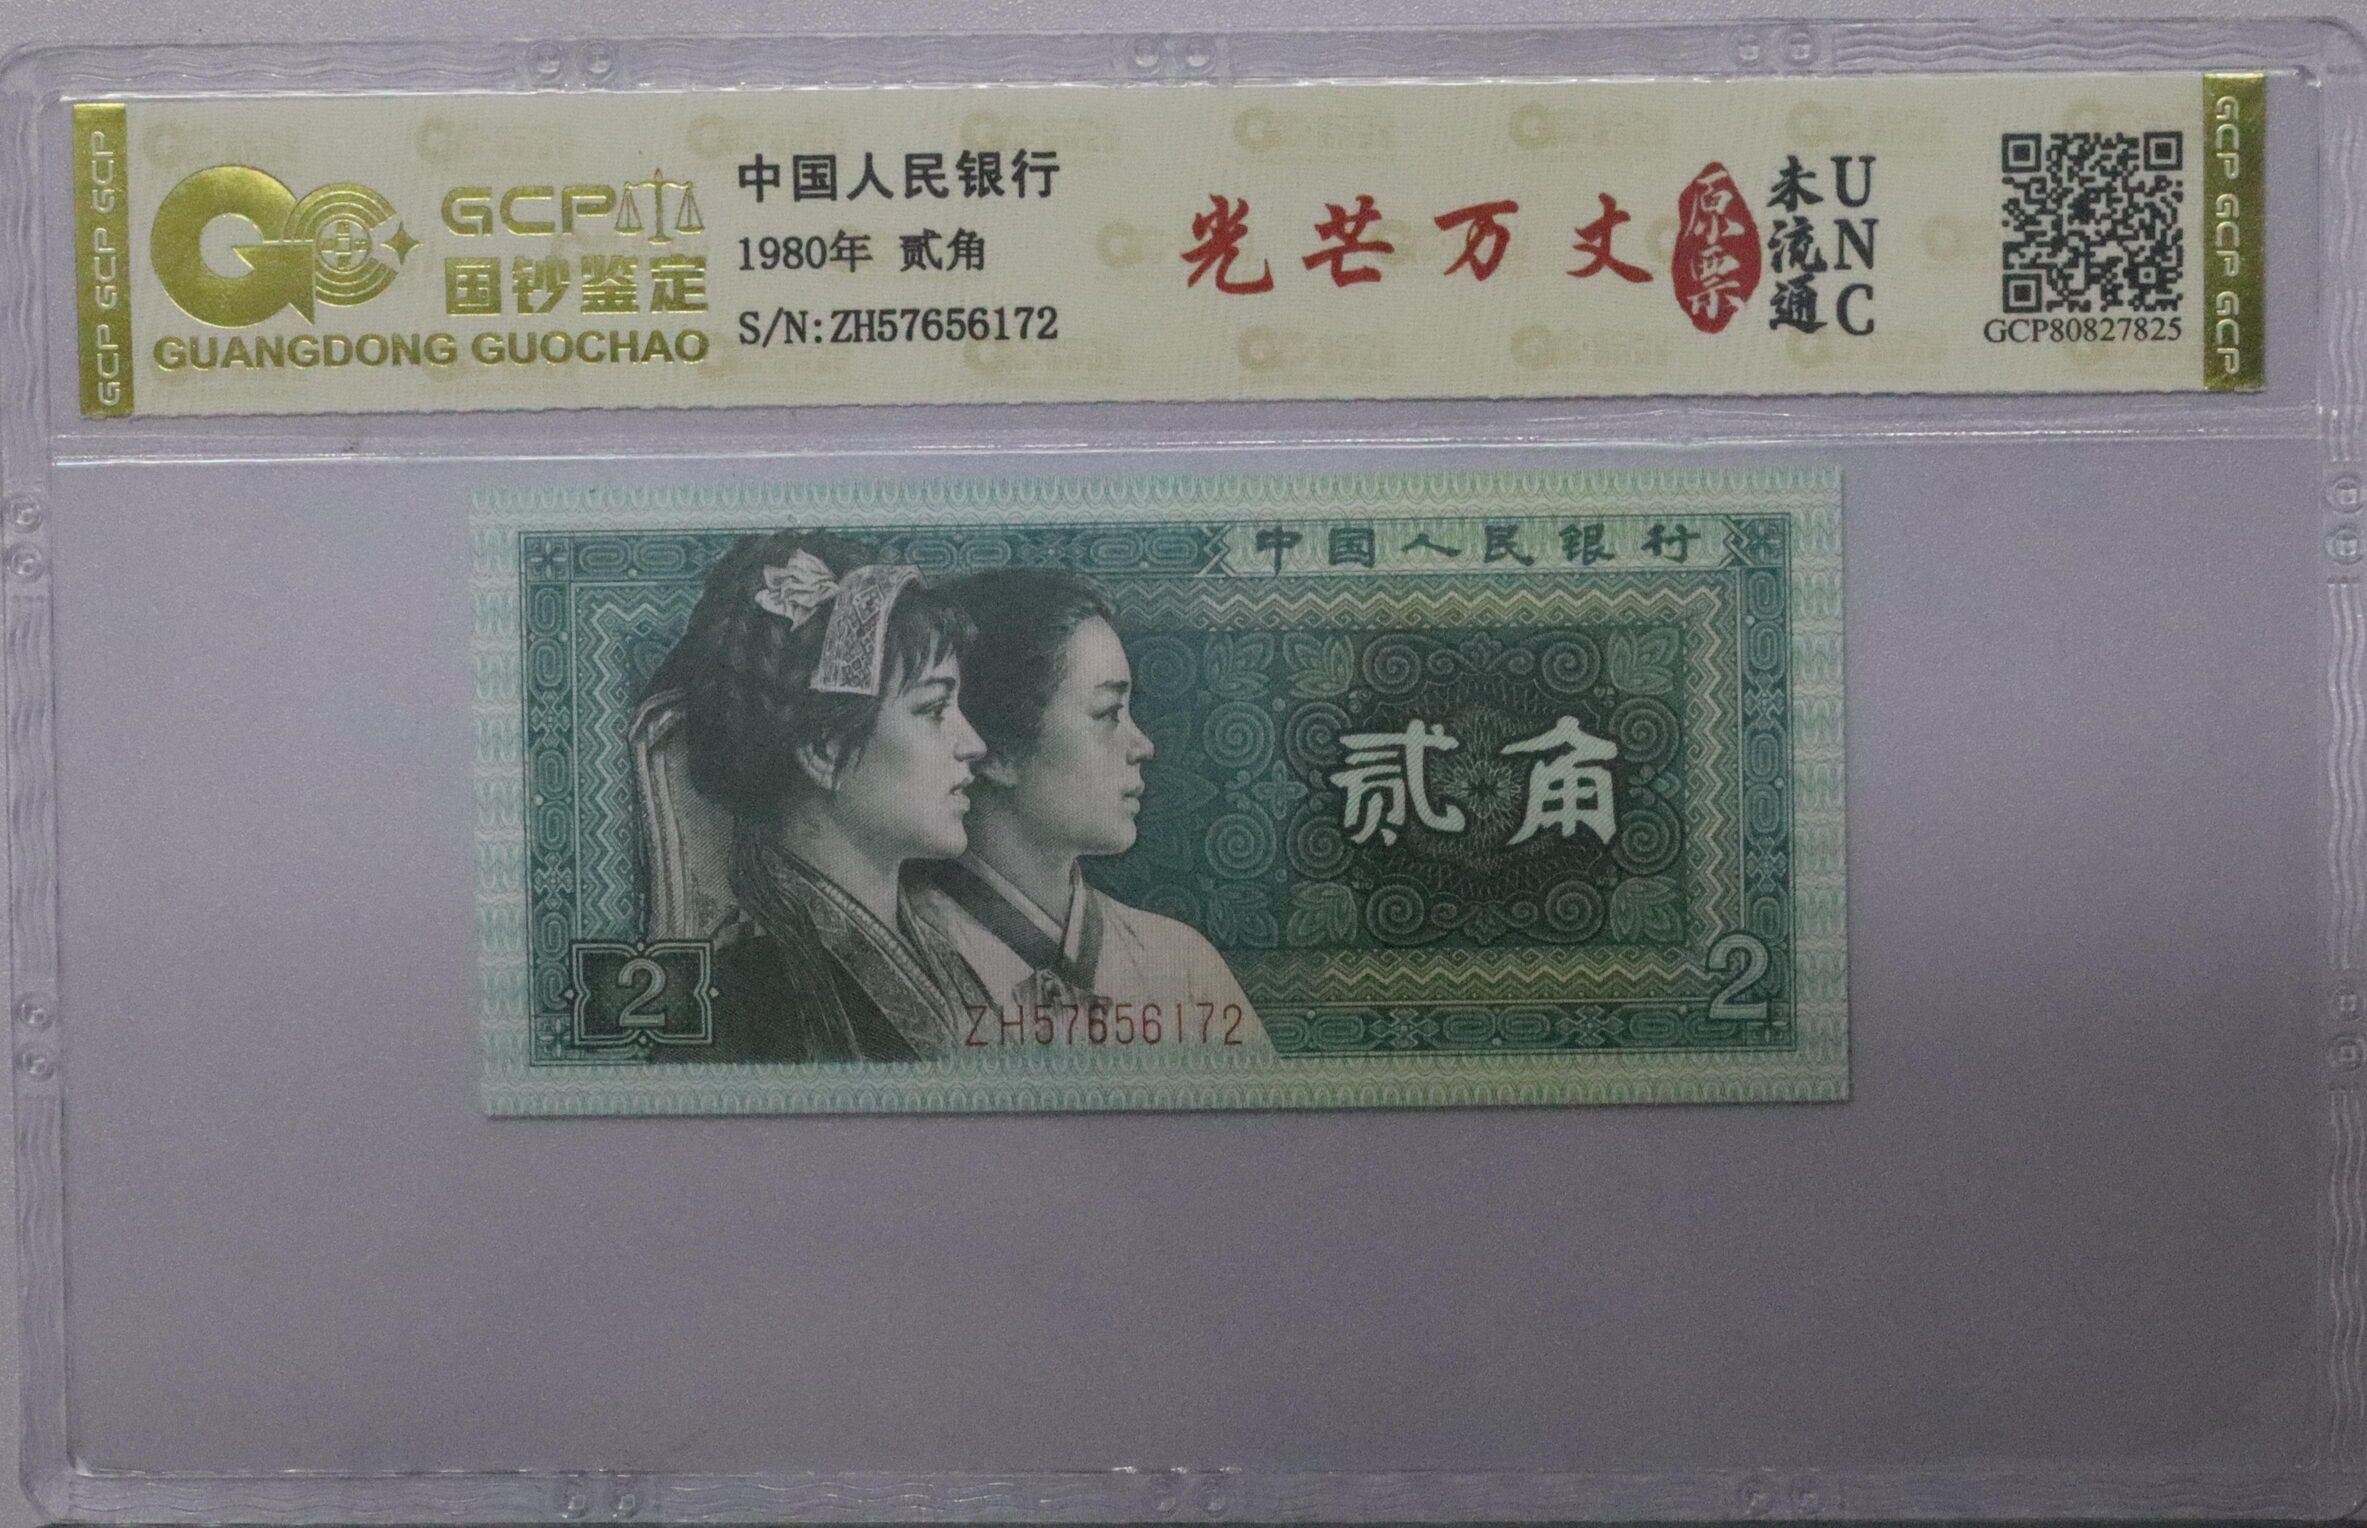 GCP GCP GCP
GCP
国钞鉴定
GUANGDONG GUOCHAO
中国人民银行
1980年 贰角
S/N:ZH57656172
光芒万丈
原票
未流通
UNC
GCP80827825
GCP GCP GCP
中国人民银行
贰角
2
2
ZH57656172